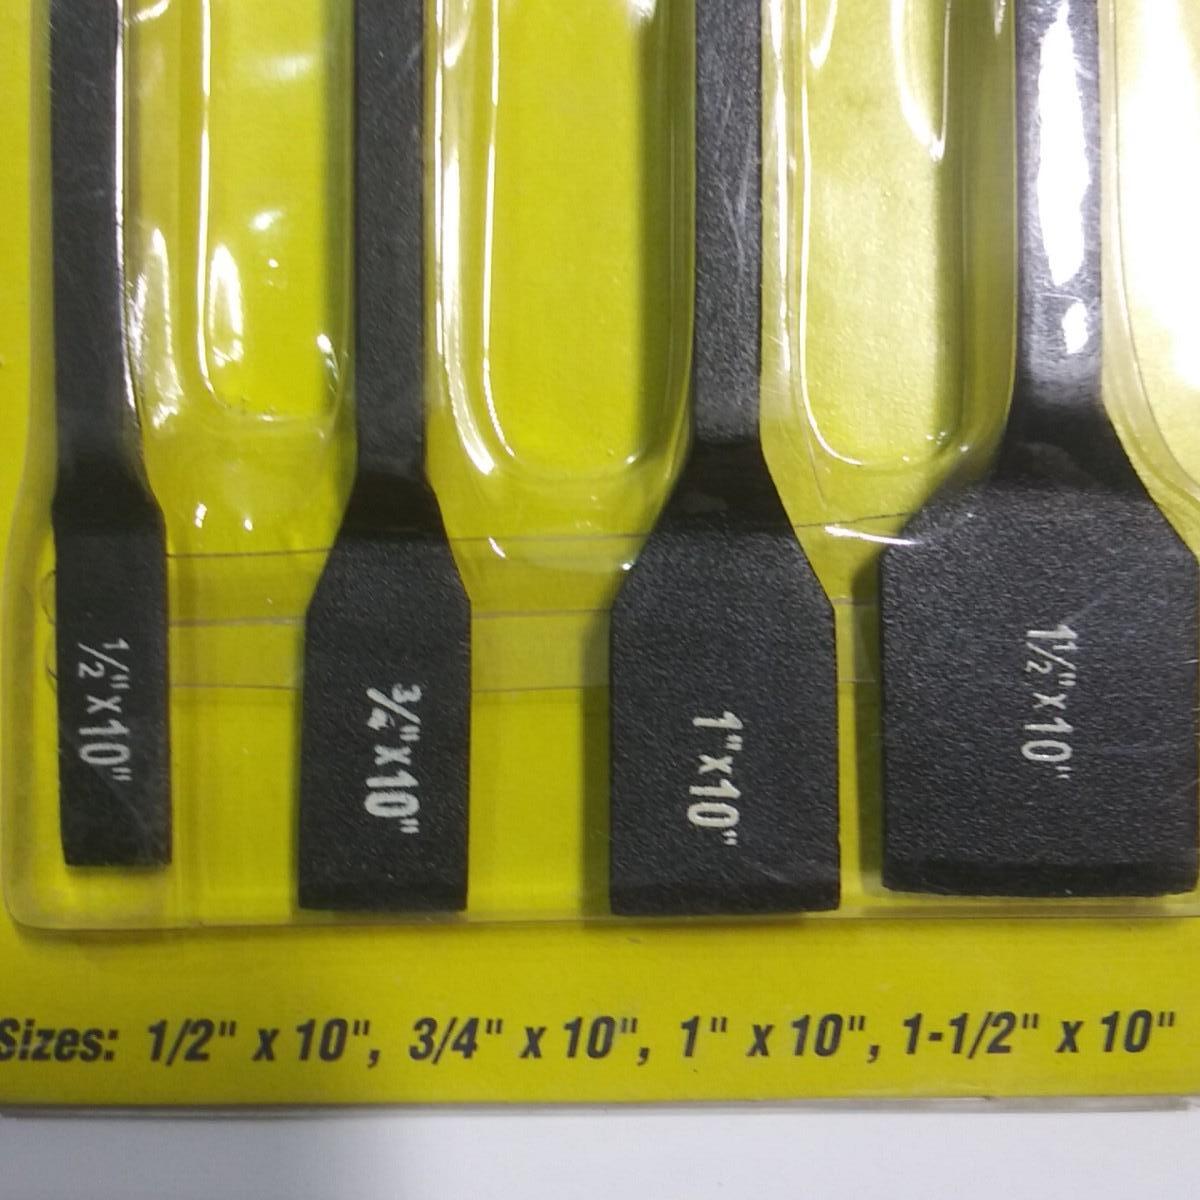 1/2" x 10"
3/4" x 10"
1" x 10"
1 1/2" x 10"
Sizes: 1/2" x 10", 3/4" x 10", 1" x 10", 1-1/2" x 10"